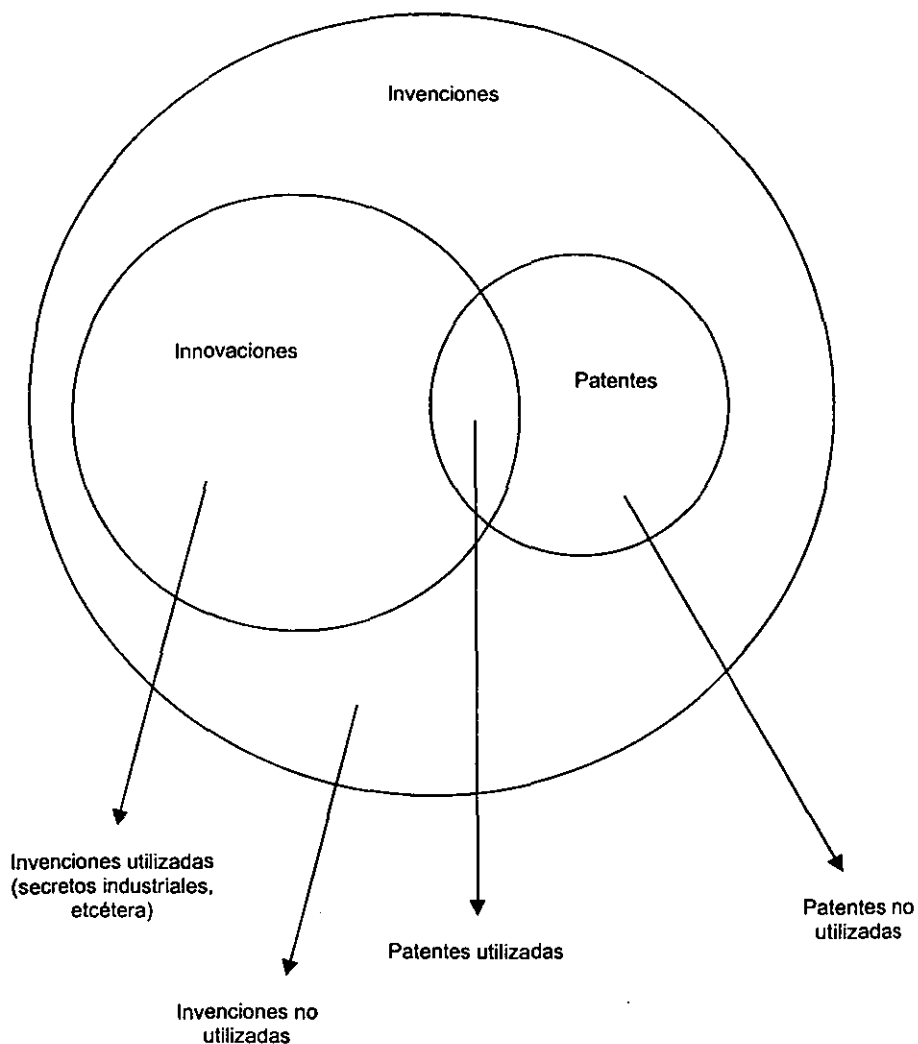 Invenciones
Innovaciones
Patentes
Invenciones utilizadas
(secretos industriales,
etcétera)
Patentes no
utilizadas
Patentes utilizadas
Invenciones no
utilizadas